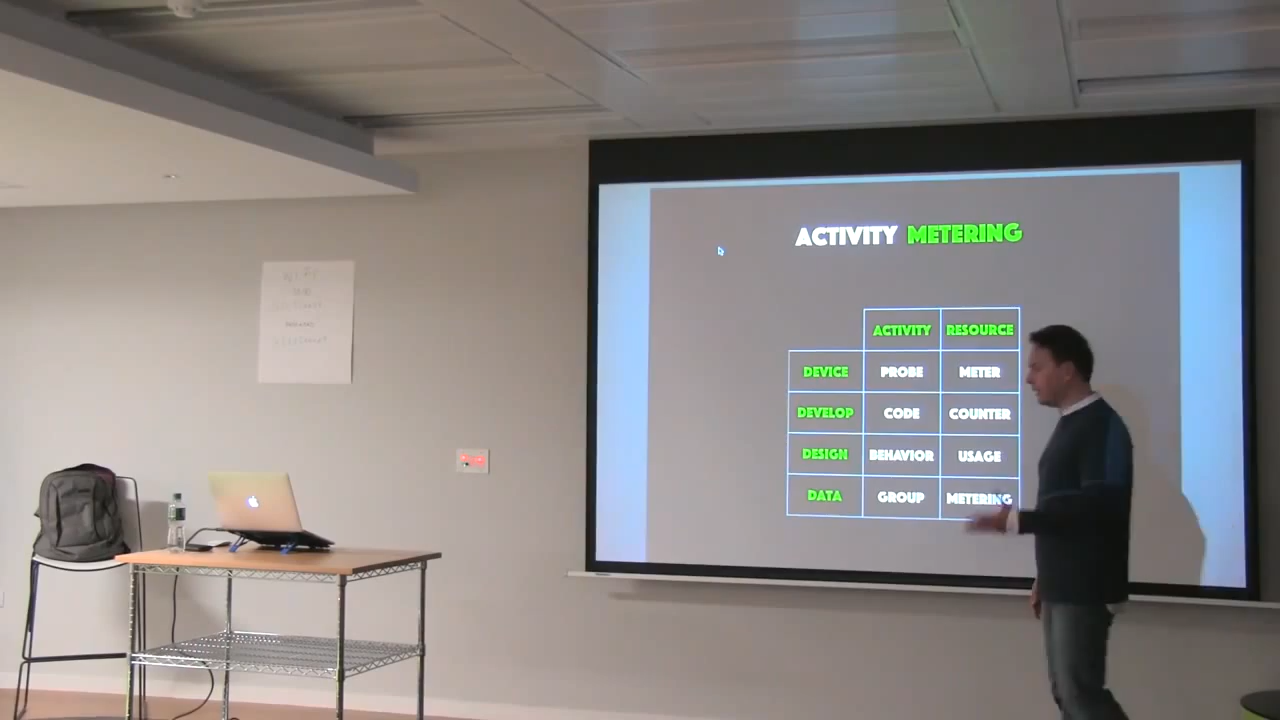 ACTIVITY METERING
ACTIVITY RESOURCE
DEVICE PROBE METER
DEVELOP CODE COUNTER
DESIGN BEHAVIOR USAGE
DATA GROUP METERING